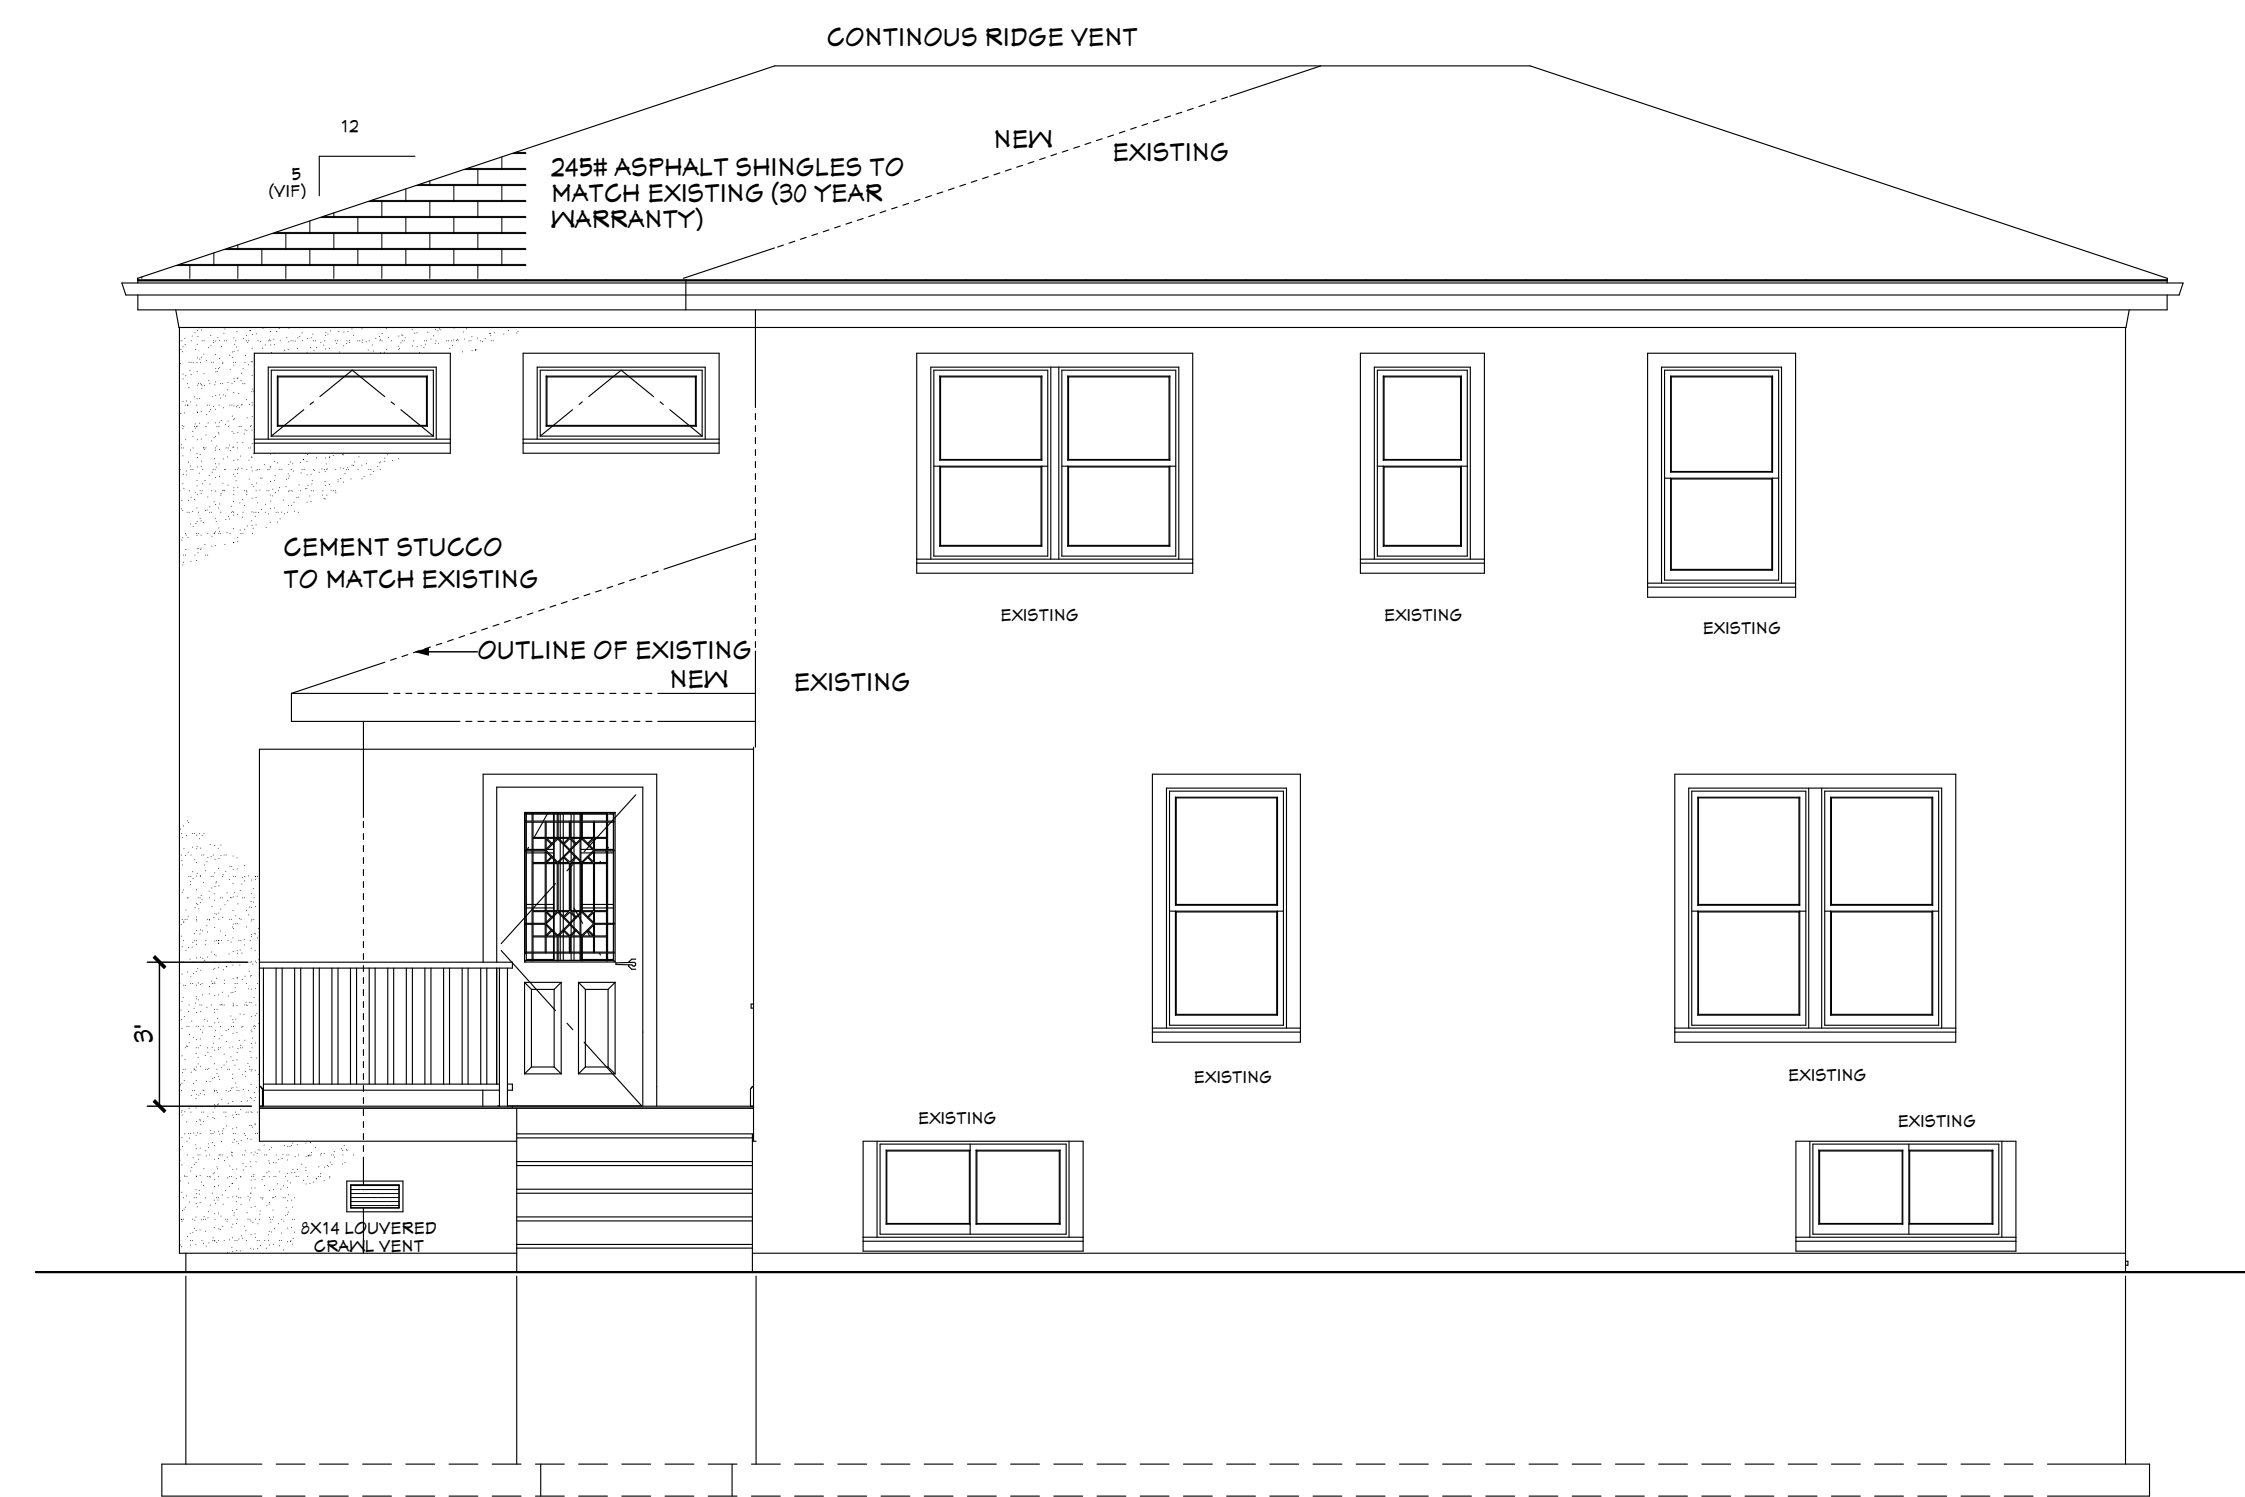 CONTINOUS RIDGE VENT
12
5
(VIF)
245# ASPHALT SHINGLES TO
MATCH EXISTING (30 YEAR
WARRANTY)
NEW
EXISTING
CEMENT STUCCO
TO MATCH EXISTING
OUTLINE OF EXISTING
NEW
EXISTING
EXISTING
EXISTING
EXISTING
3'
EXISTING
EXISTING
EXISTING
EXISTING
8X14 LOUVERED
CRAWL VENT